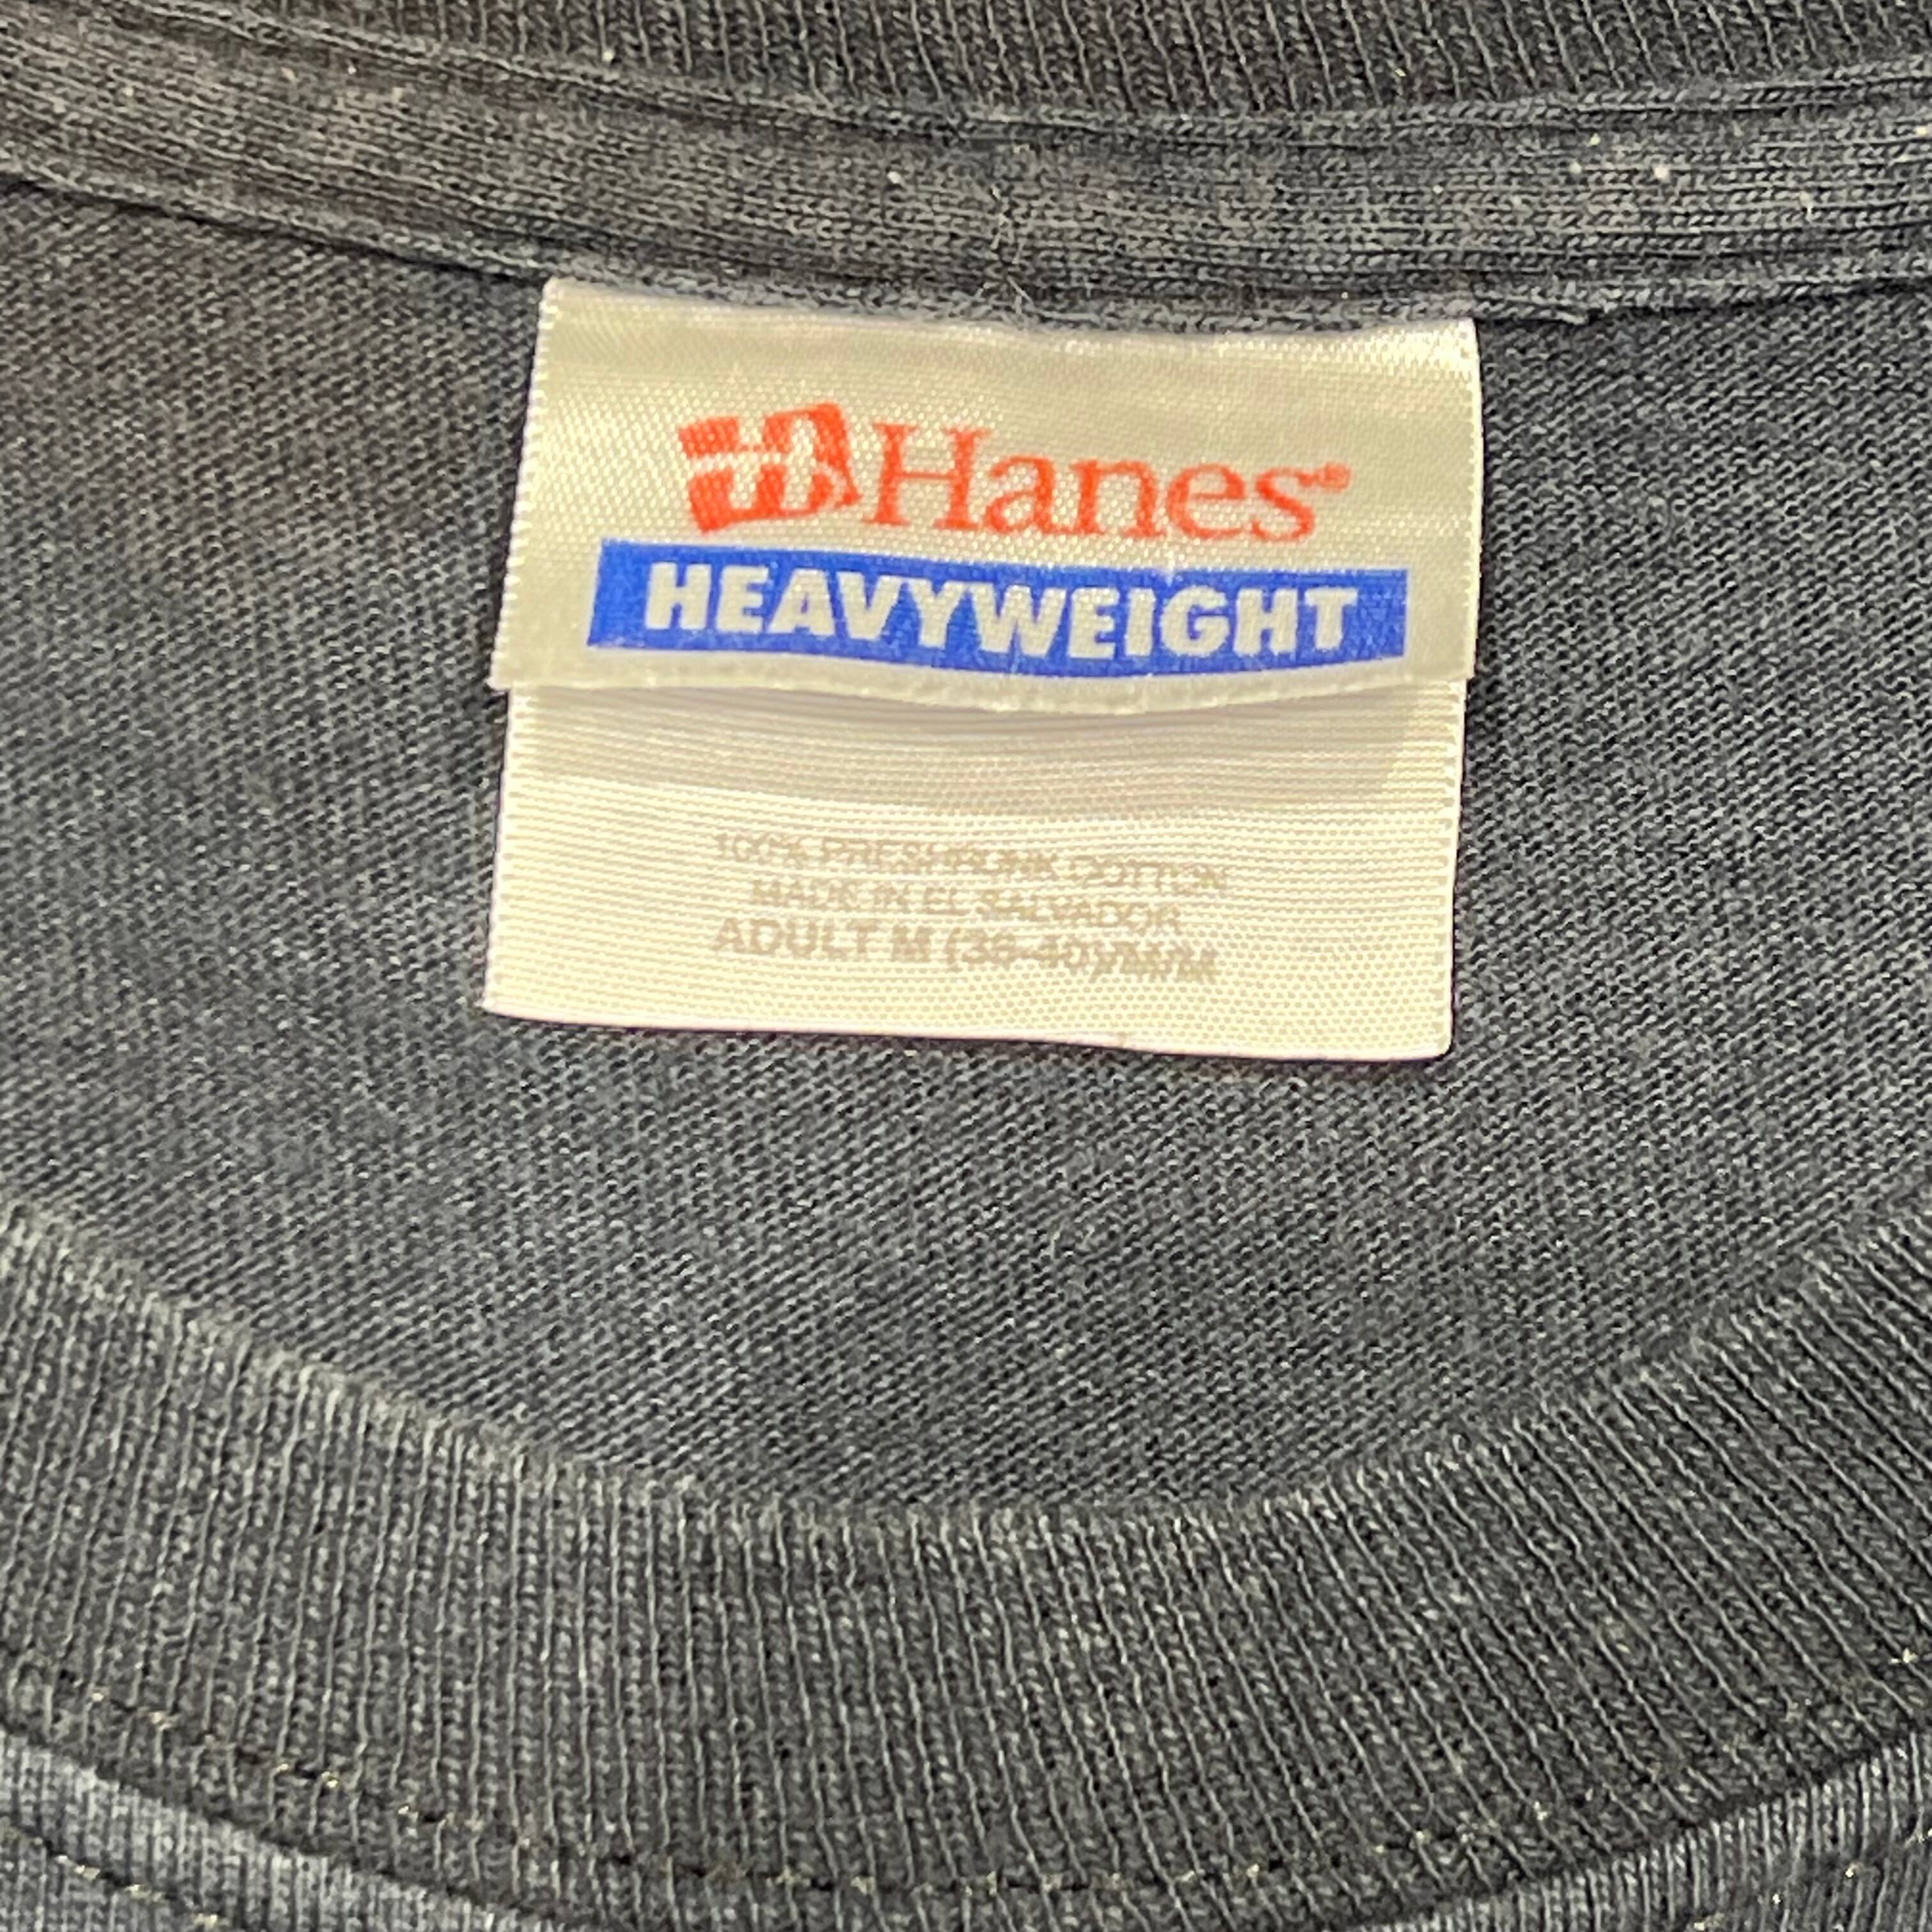 Hanes®
HEAVYWEIGHT
100% PRESHRUNK COTTON
MADE IN EL SALVADOR
ADULT M (38-40)/M/M